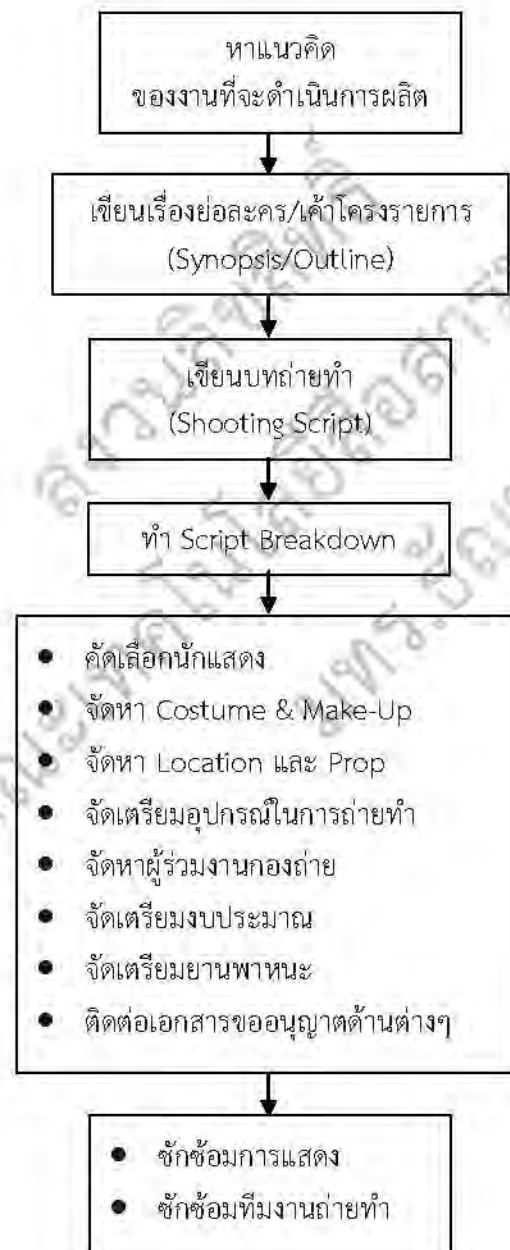 หาแนวคิด
ของงานที่จะดำเนินการผลิต
เขียนเรื่องย่อละคร/เค้าโครงรายการ
(Synopsis/Outline)
เขียนบทถ่ายทำ
(Shooting Script)
ทำ Script Breakdown
● คัดเลือกนักแสดง
● จัดหา Costume & Make-Up
● จัดหา Location และ Prop
● จัดเตรียมอุปกรณ์ในการถ่ายทำ
● จัดหาผู้ร่วมงานกองถ่าย
● จัดเตรียมงบประมาณ
● จัดเตรียมยานพาหนะ
● ติดต่อเอกสารขออนุญาตด้านต่างๆ
● ซักซ้อมการแสดง
● ซักซ้อมทีมงานถ่ายทำ